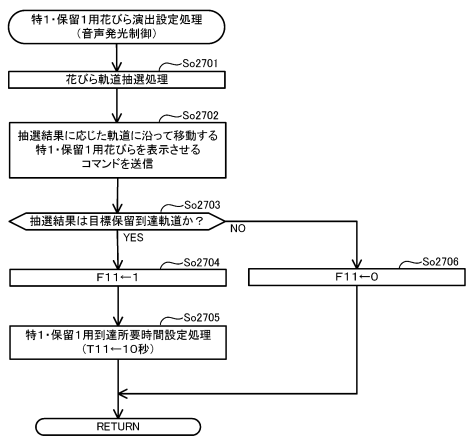 特1・保留1用花びら演出設定処理
(音声発光制御)
So2701
花びら軌道抽選処理
So2702
抽選結果に応じた軌道に沿って移動する
特1・保留1用花びらを表示させる
コマンドを送信
So2703
抽選結果は目標保留到達軌道か?
NO
YES
So2704
F11←1
So2706
F11←0
So2705
特1・保留1用到達所要時間設定処理
(T11←10秒)
RETURN